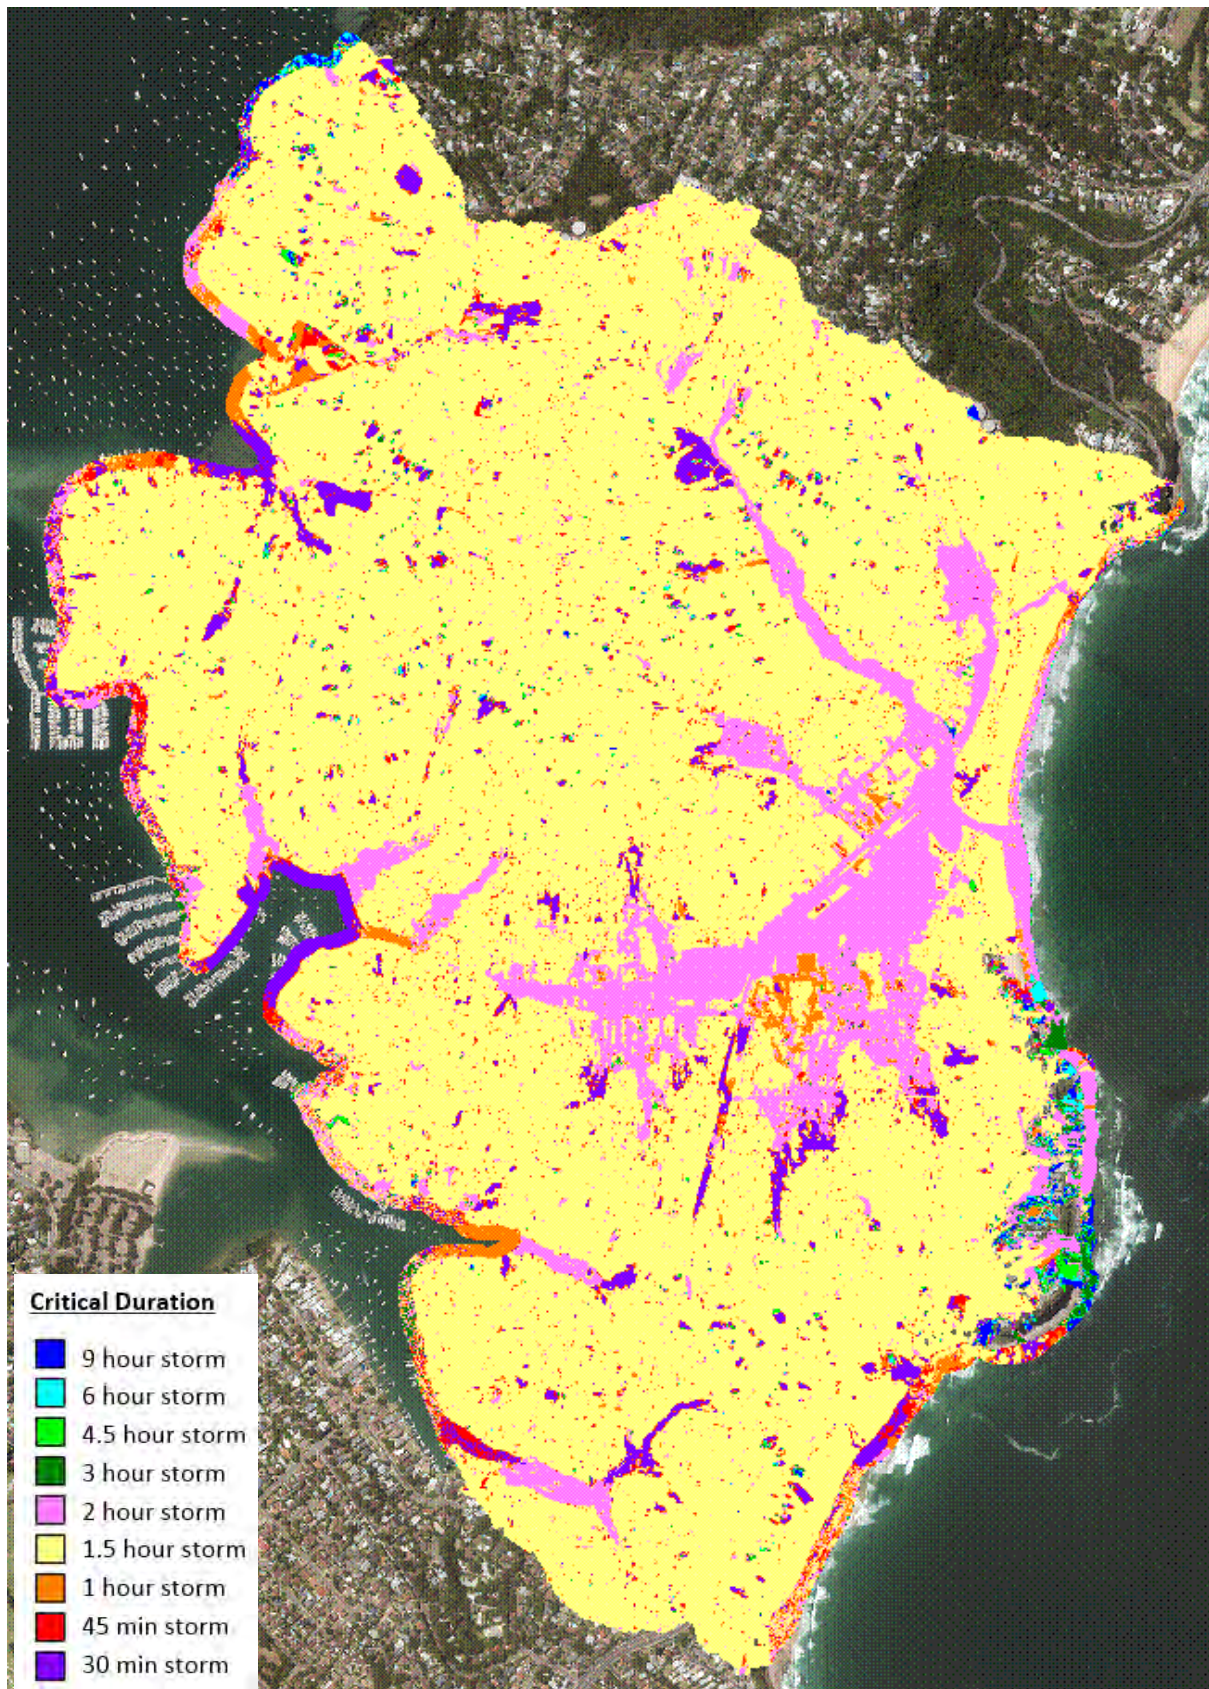 Critical Duration
9 hour storm
6 hour storm
4.5 hour storm
3 hour storm
2 hour storm
1.5 hour storm
1 hour storm
45 min storm
30 min storm